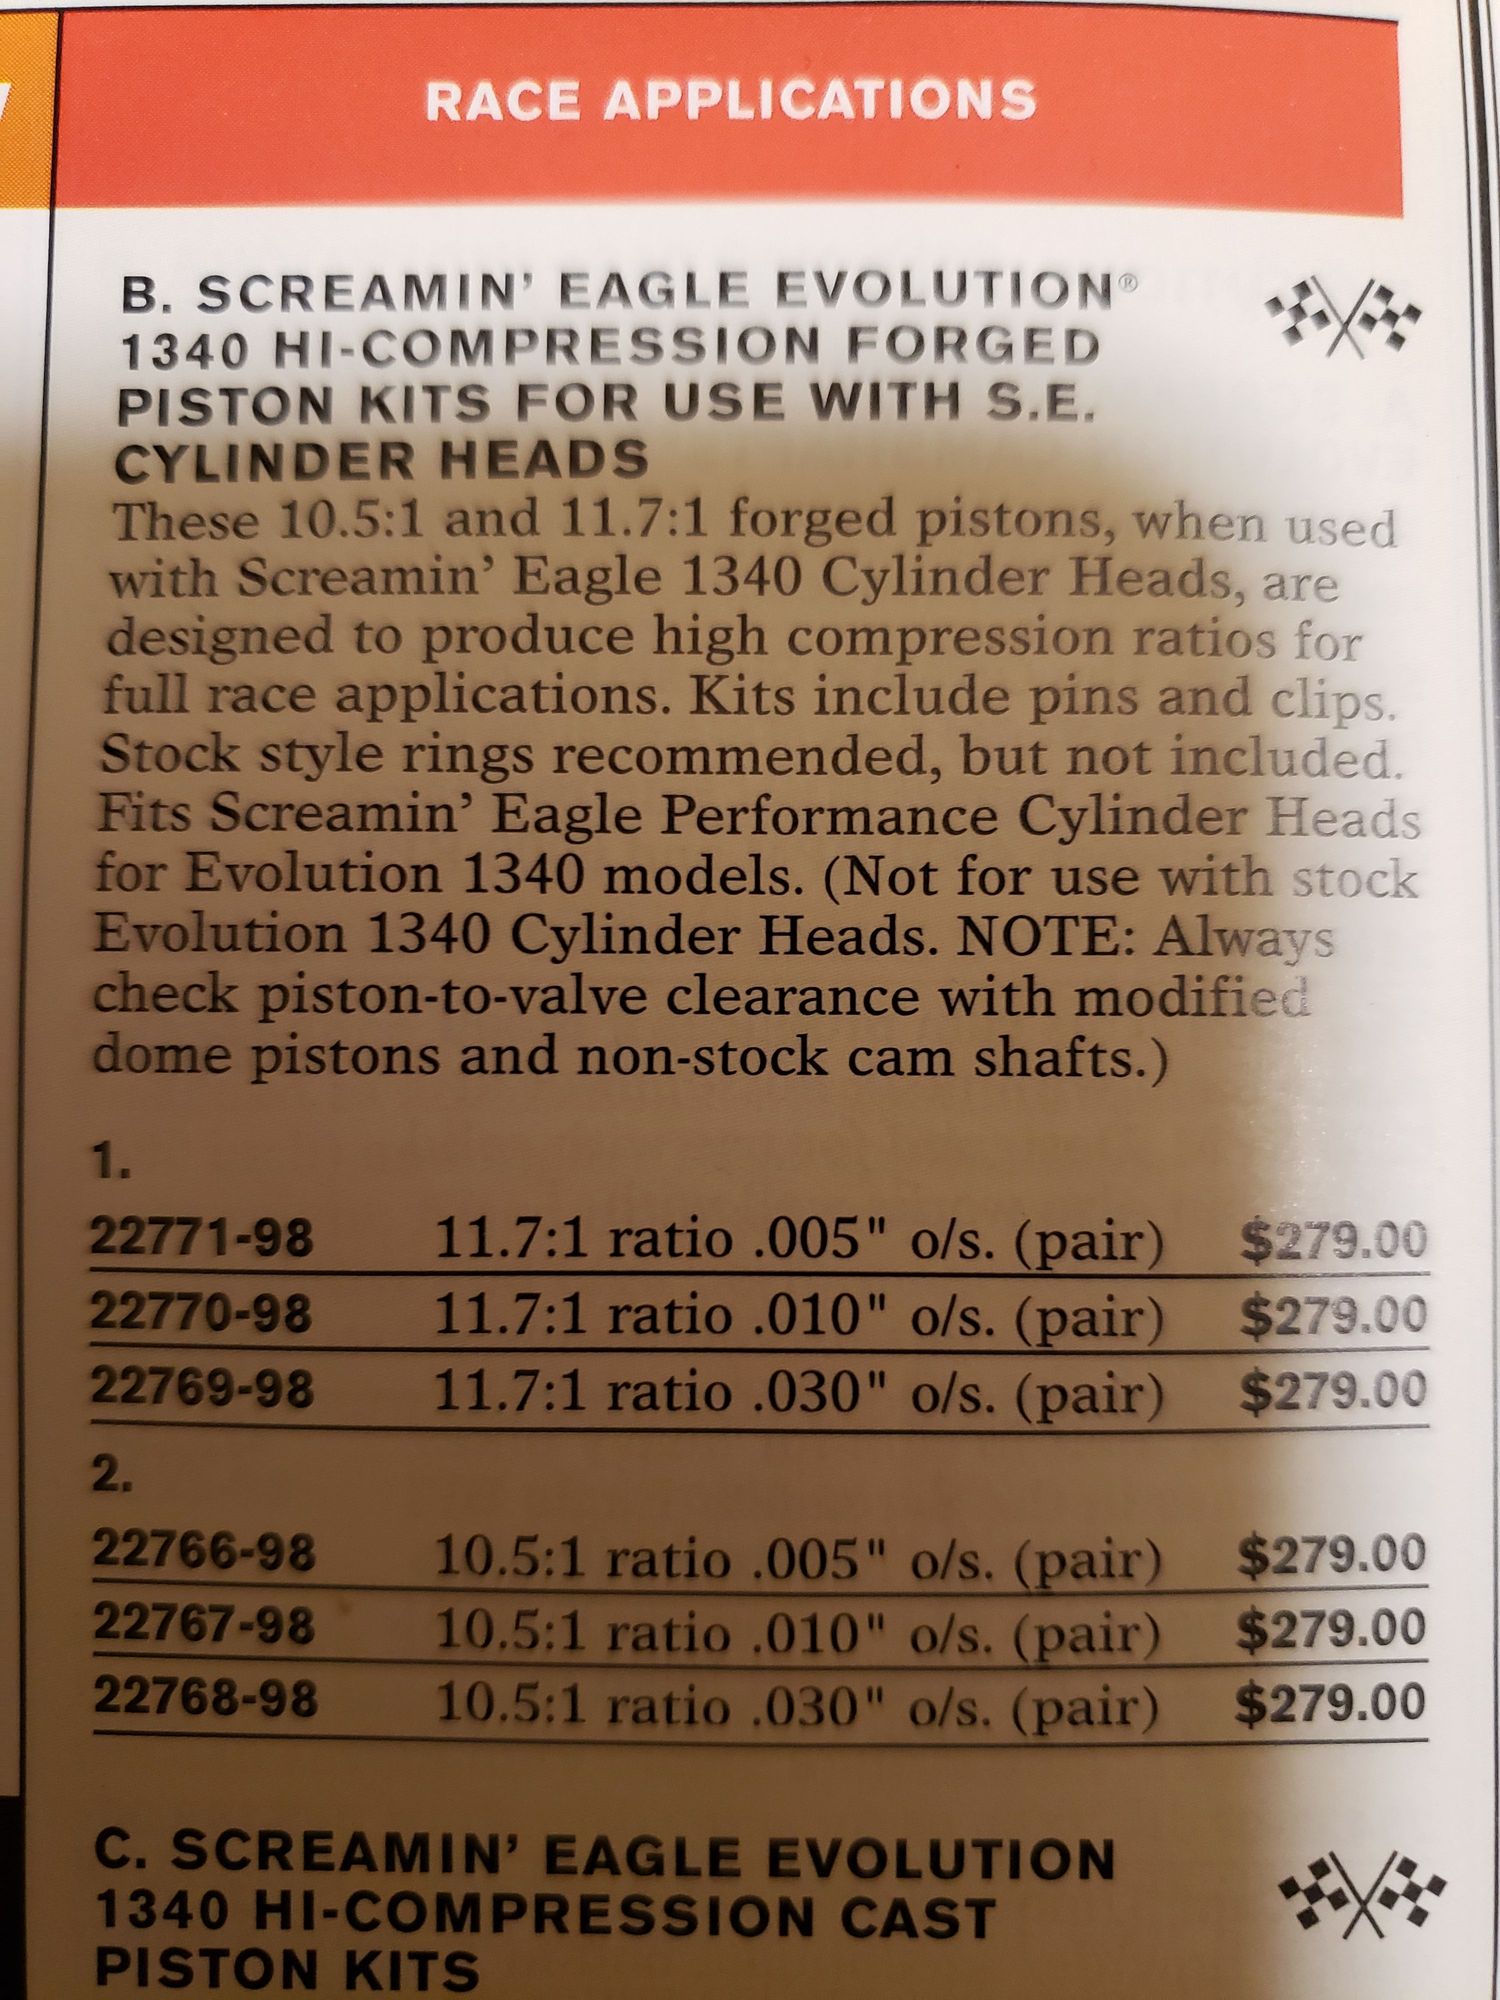 RACE APPLICATIONS
B. SCREAMIN' EAGLE EVOLUTION®
1340 HI-COMPRESSION FORGED
PISTON KITS FOR USE WITH S.E.
CYLINDER HEADS
These 10.5:1 and 11.7:1 forged pistons, when used
with Screamin' Eagle 1340 Cylinder Heads, are
designed to produce high compression ratios for
full race applications. Kits include pins and clips.
Stock style rings recommended, but not included.
Fits Screamin' Eagle Performance Cylinder Heads
for Evolution 1340 models. (Not for use with stock
Evolution 1340 Cylinder Heads. NOTE: Always
check piston-to-valve clearance with modified
dome pistons and non-stock cam shafts.)
1.
22771-98 11.7:1 ratio .005" o/s. (pair) $279.00
22770-98 11.7:1 ratio .010" o/s. (pair) $279.00
22769-98 11.7:1 ratio .030" o/s. (pair) $279.00
2.
22766-98 10.5:1 ratio .005" o/s. (pair) $279.00
22767-98 10.5:1 ratio .010" o/s. (pair) $279.00
22768-98 10.5:1 ratio .030" o/s. (pair) $279.00
C. SCREAMIN' EAGLE EVOLUTION
1340 HI-COMPRESSION CAST
PISTON KITS